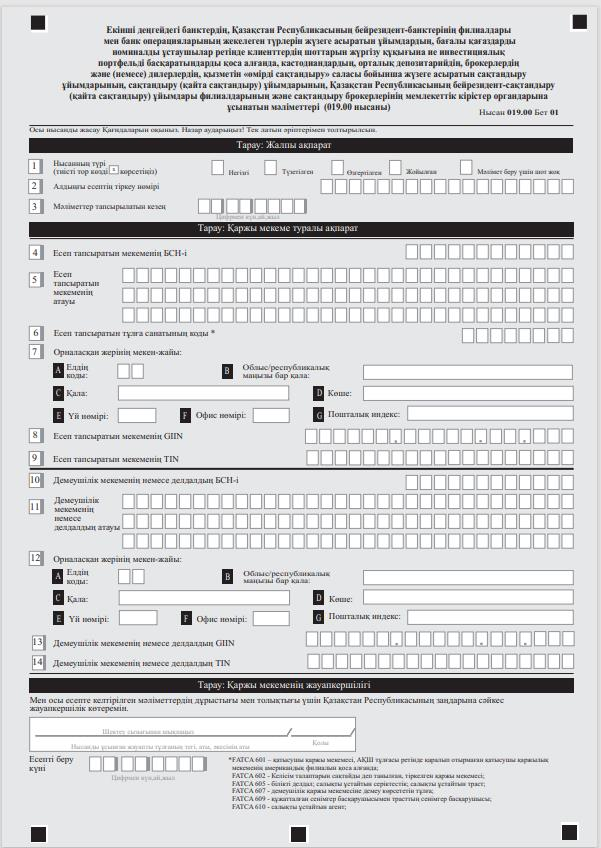 Екінші деңгейдегі банктердің, Қазақстан Республикасының бейрезидент-банктерінің филиалдары
мен банк операцияларының жекелеген түрлерін жүзеге асыратын ұйымдардың, бағалы қағаздарды
номиналды ұстаушылар ретінде клиенттердің шоттарын жүргізу құқығына ие инвестициялық
портфельді басқаратындарды қоса алғанда, кастодиандардың, орталық депозитарийдің, брокерлердің
және (немесе) дилерлердің, қызметін «өмірді сақтандыру» саласы бойынша жүзеге асыратын сақтандыру
ұйымдарының, сақтандыру (қайта сақтандыру) ұйымының, Қазақстан Республикасының бейрезидент-сақтандыру
(қайта сақтандыру) ұйымдары филиалдарының және сақтандыру брокерлерінің мемлекеттік кірістер органдарына
ұсынатын мәліметтері (019.00 нысаны)
Нысан 019.00 Бет 01
Осы нысанды жасау Қағидаларын оқыңыз. Назар аударыңыз! Тек латын әріптерімен толтырылсын.
Тарау: Жалпы ақпарат
1 Нысанның түрі
(тиісті тор көзді x көрсетіңіз) Негізгі Түзетілген Өзгертілген Жойылған Мәлімет беру үшін шот жоқ
2 Алдыңғы есептің тіркеу нөмірі
3 Мәліметтер тапсырылатын кезең
Цифрмен күн,ай,жыл
Тарау: Қаржы мекеме туралы ақпарат
4 Есеп тапсыратын мекеменің БСН-і
5 Есеп
тапсыратын
мекеменің
атауы
6 Есеп тапсыратын тұлға санатының коды *
7 Орналасқан жерінің мекен-жайы:
A Елдің
коды: B Облыс/республикалық
маңызы бар қала:
C Қала: D Көше:
E Үй нөмірі: F Офис нөмірі: G Пошталық индекс:
8 Есеп тапсыратын мекеменің GIIN
9 Есеп тапсыратын мекеменің TIN
10 Демеушілік мекеменің немесе делдалдың БСН-і
11 Демеушілік
мекеменің
немесе
делдалдың атауы
12 Орналасқан жерінің мекен-жайы:
A Елдің
коды: B Облыс/республикалық
маңызы бар қала:
C Қала: D Көше:
E Үй нөмірі: F Офис нөмірі: G Пошталық индекс:
13 Демеушілік мекеменің немесе делдалдың GIIN
14 Демеушілік мекеменің немесе делдалдың TIN
Тарау: Қаржы мекеменің жауапкершілігі
Мен осы есепте келтірілген мәліметтердің дұрыстығы мен толықтығы үшін Қазақстан Республикасының заңдарына сәйкес
жауапкершілік көтеремін.
Шектеу сызығынан шықпаңыз
Нысанды ұсынған жауапты тұлғаның тегі, аты, әкесінің аты Қолы
Есепті беру
күні
Цифрмен күн,ай,жыл
*FATCA 601 – қатысушы қаржы мекемесі, АҚШ тұлғасы ретінде қаралып отырмаған қатысушы қаржылық
мекеменің американдық филиалын қоса алғанда;
FATCA 602 - Келісім талаптарын сақтайды деп танылған, тіркелген қаржы мекемесі;
FATCA 605 - білікті делдал; салықты ұстайтын серіктестік; салықты ұстайтын траст;
FATCA 607 - демеушілік қаржы мекемесіне демеу көрсететін тұлға;
FATCA 609 - құжатталған сенімгер басқарушысымен трасттың сенімгер басқарушысы;
FATCA 610 - салықты ұстайтын агент;